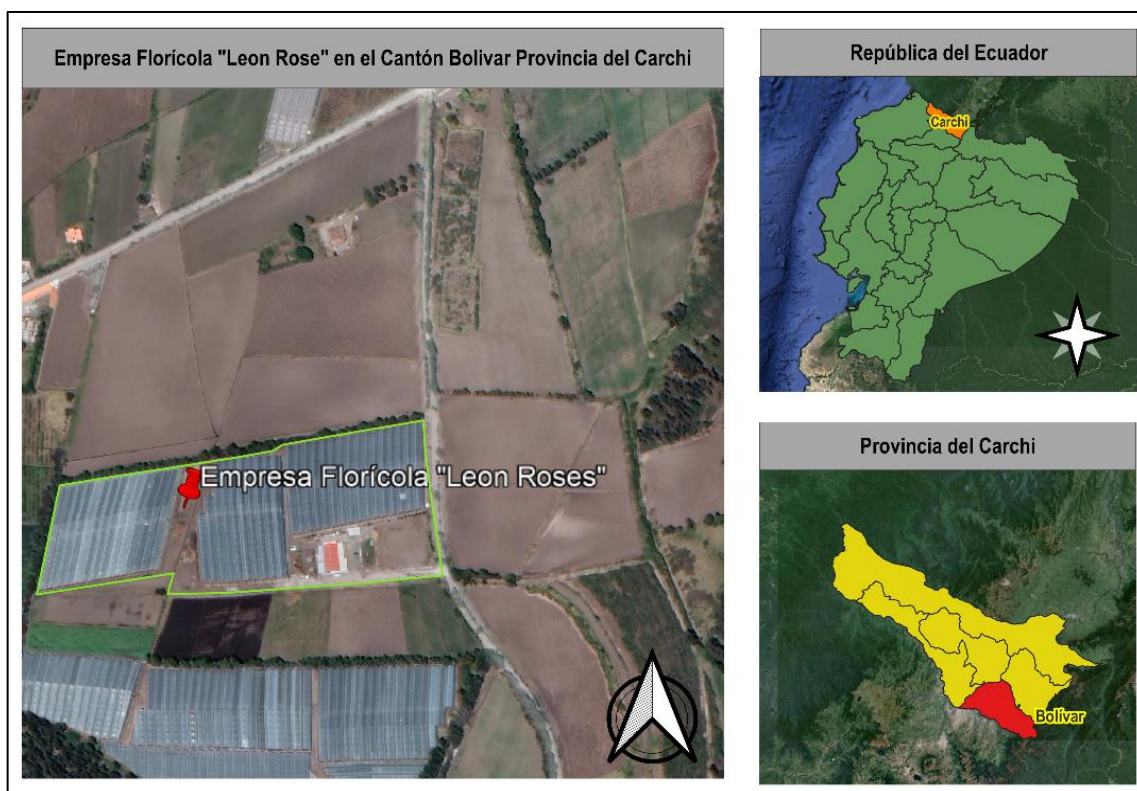 Empresa Florícola "Leon Rose" en el Cantón Bolivar Provincia del Carchi
Empresa Florícola "Leon Roses"
República del Ecuador
Carchi
Provincia del Carchi
Bolívar